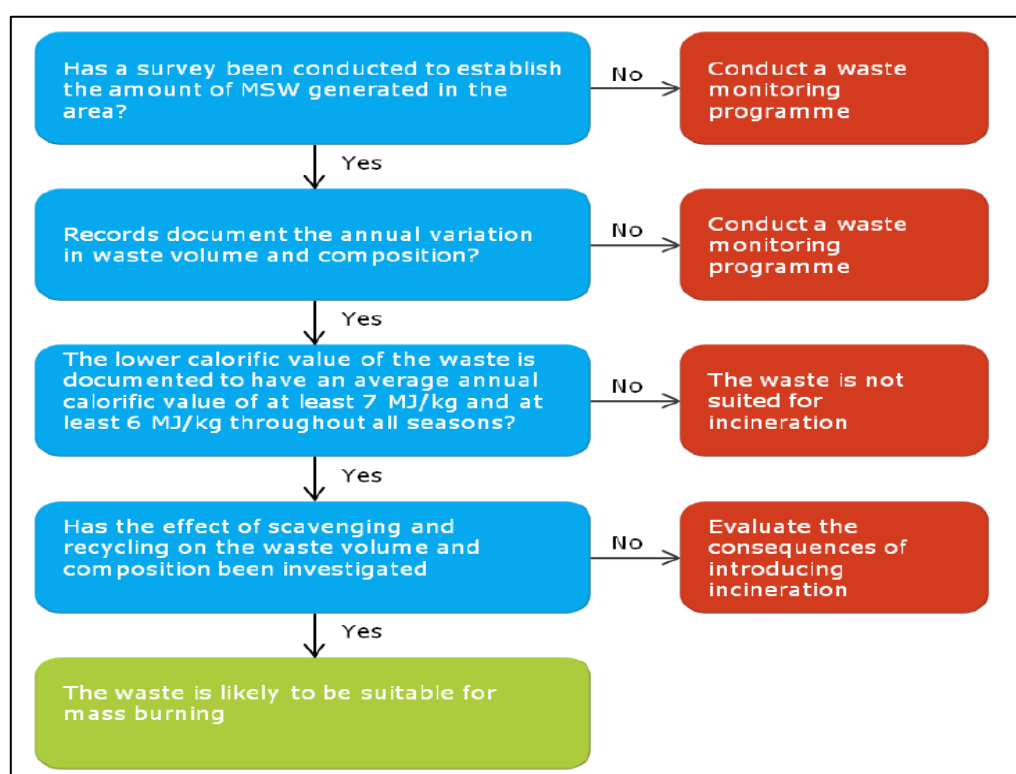 Has a survey been conducted to establish
the amount of MSW generated in the
area?
No
Conduct a waste
monitoring
programme
Yes
Records document the annual variation
in waste volume and composition?
No
Conduct a waste
monitoring
programme
Yes
The lower calorific value of the waste is
documented to have an average annual
calorific value of at least 7 MJ/kg and at
least 6 MJ/kg throughout all seasons?
No
The waste is not
suited for
incineration
Yes
Has the effect of scavenging and
recycling on the waste volume and
composition been investigated
No
Evaluate the
consequences of
introducing
incineration
Yes
The waste is likely to be suitable for
mass burning